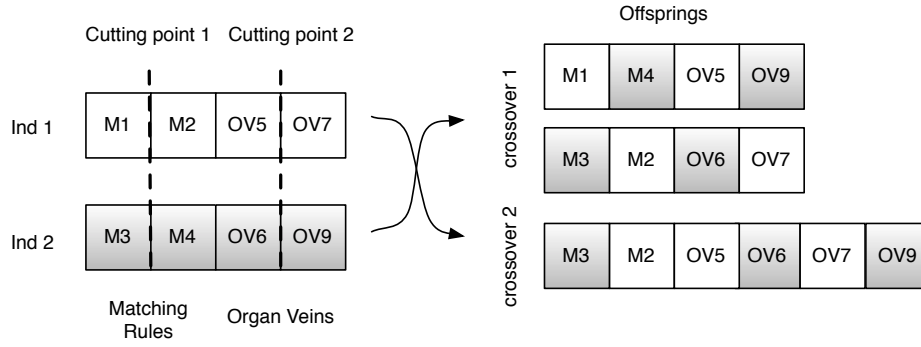 Cutting point 1 Cutting point 2
Ind 1
M1 M2 OV5 OV7
Ind 2
M3 M4 OV6 OV9
Matching
Rules
Organ Veins
Offsprings
crossover 1
M1 M4 OV5 OV9
M3 M2 OV6 OV7
crossover 2
M3 M2 OV5 OV6 OV7 OV9